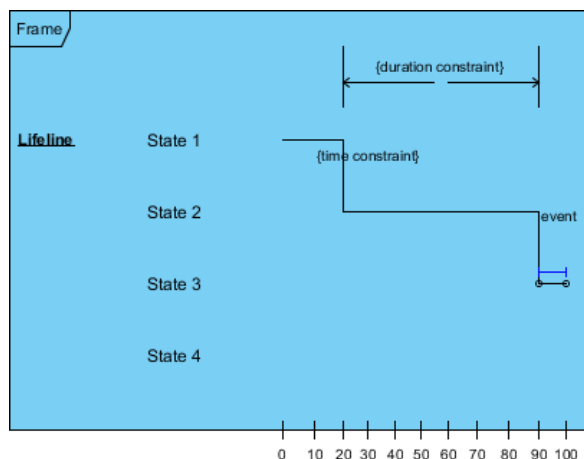 Frame
{duration constraint}
Lifeline
State 1
{time constraint}
State 2
event
State 3
State 4
0 10 20 30 40 50 60 70 80 90 100